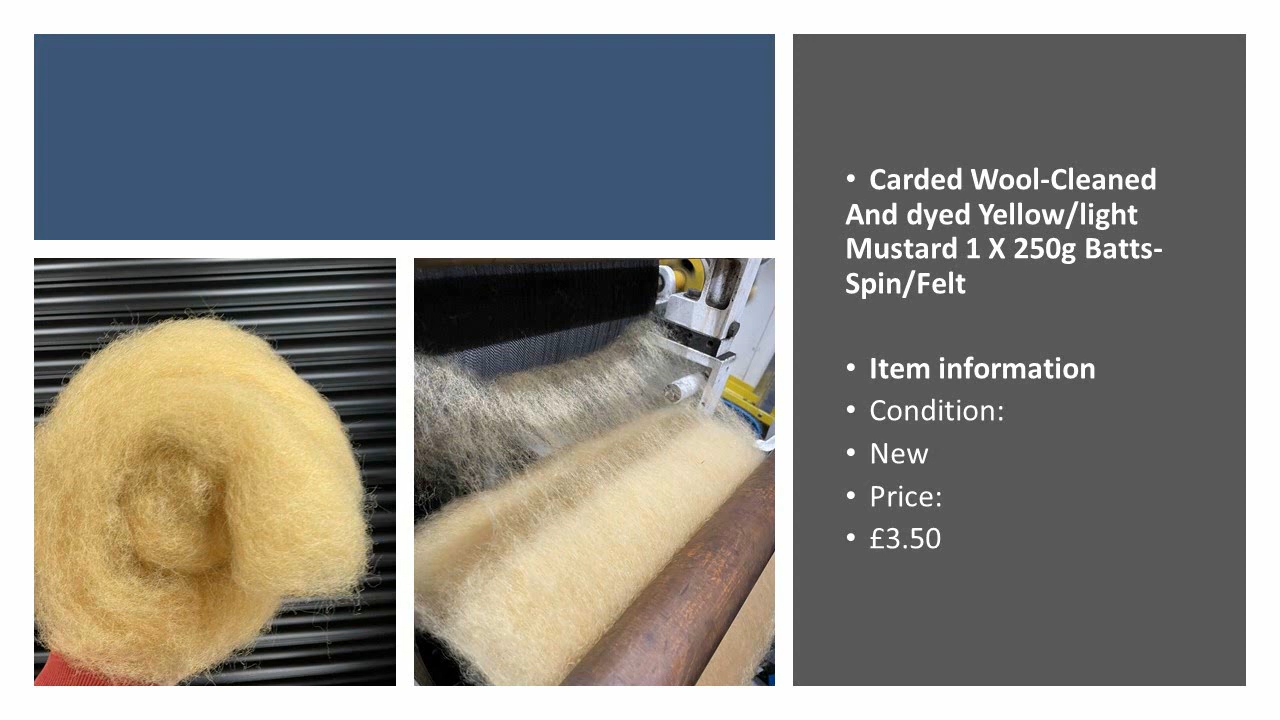 • Carded Wool-Cleaned
And dyed Yellow/light
Mustard 1 X 250g Batts-
Spin/Felt
• Item information
• Condition:
• New
• Price:
• £3.50